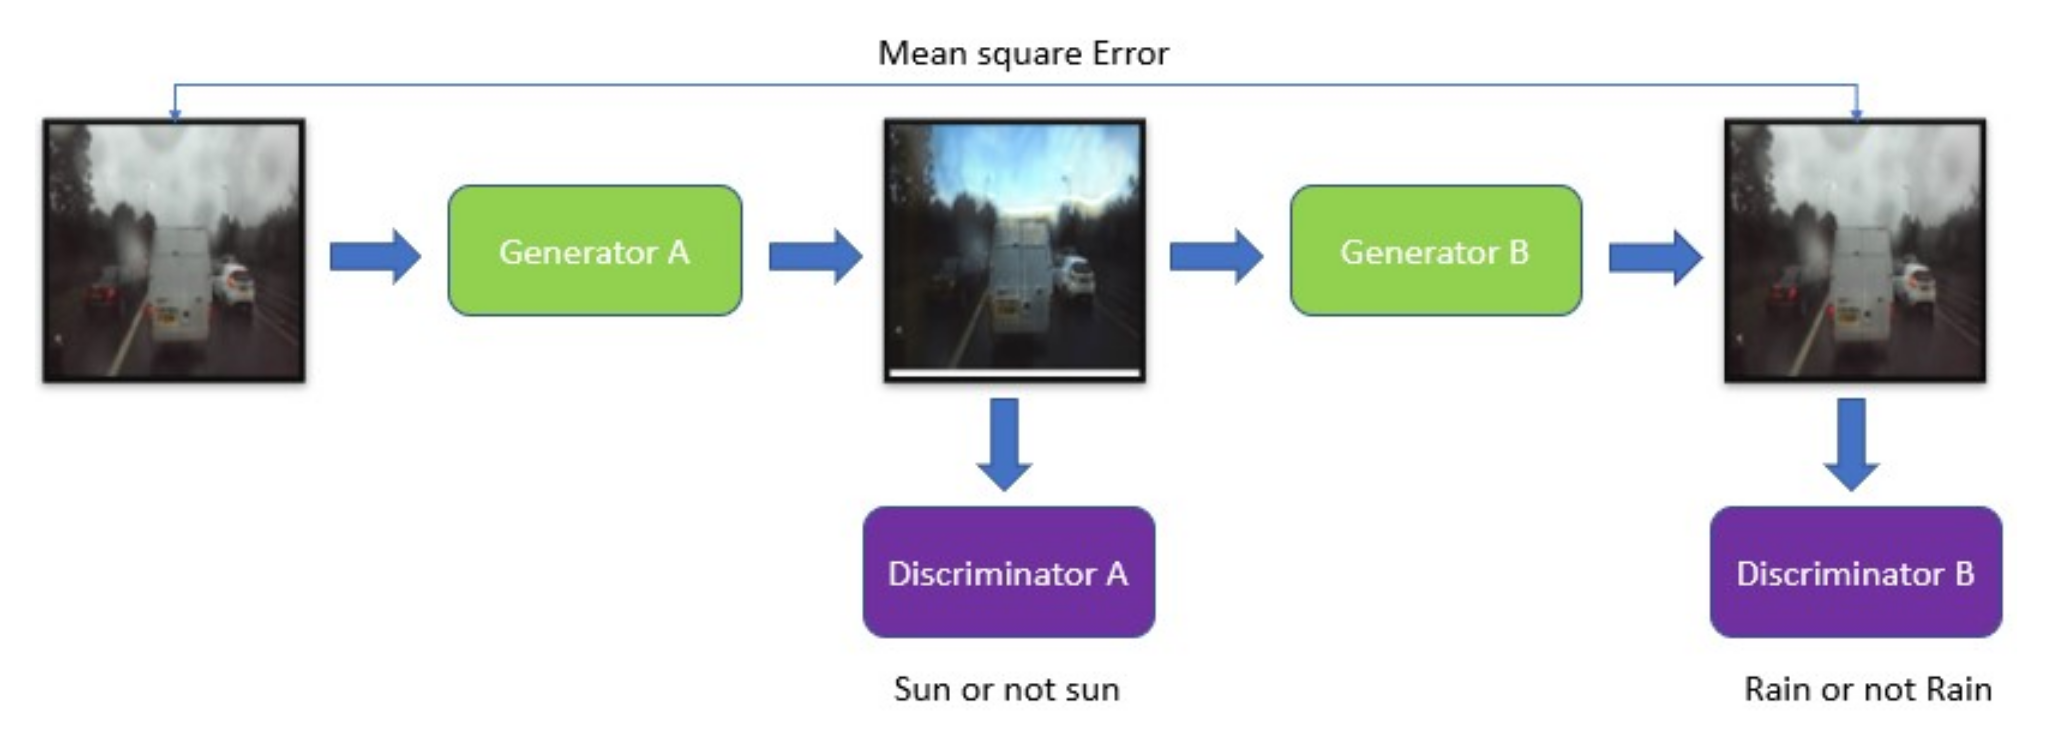 Mean square Error
Generator A
Generator B
Discriminator A
Discriminator B
Sun or not sun
Rain or not Rain